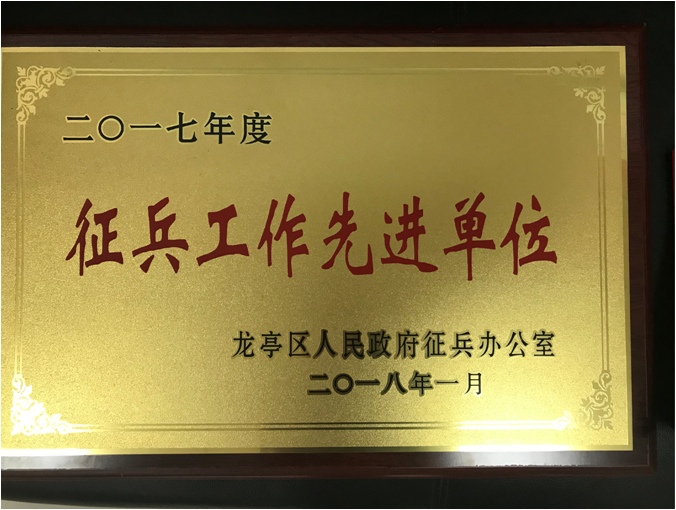 二〇一七年度
征兵工作先进单位
龙亭区人民政府征兵办公室
二〇一八年一月